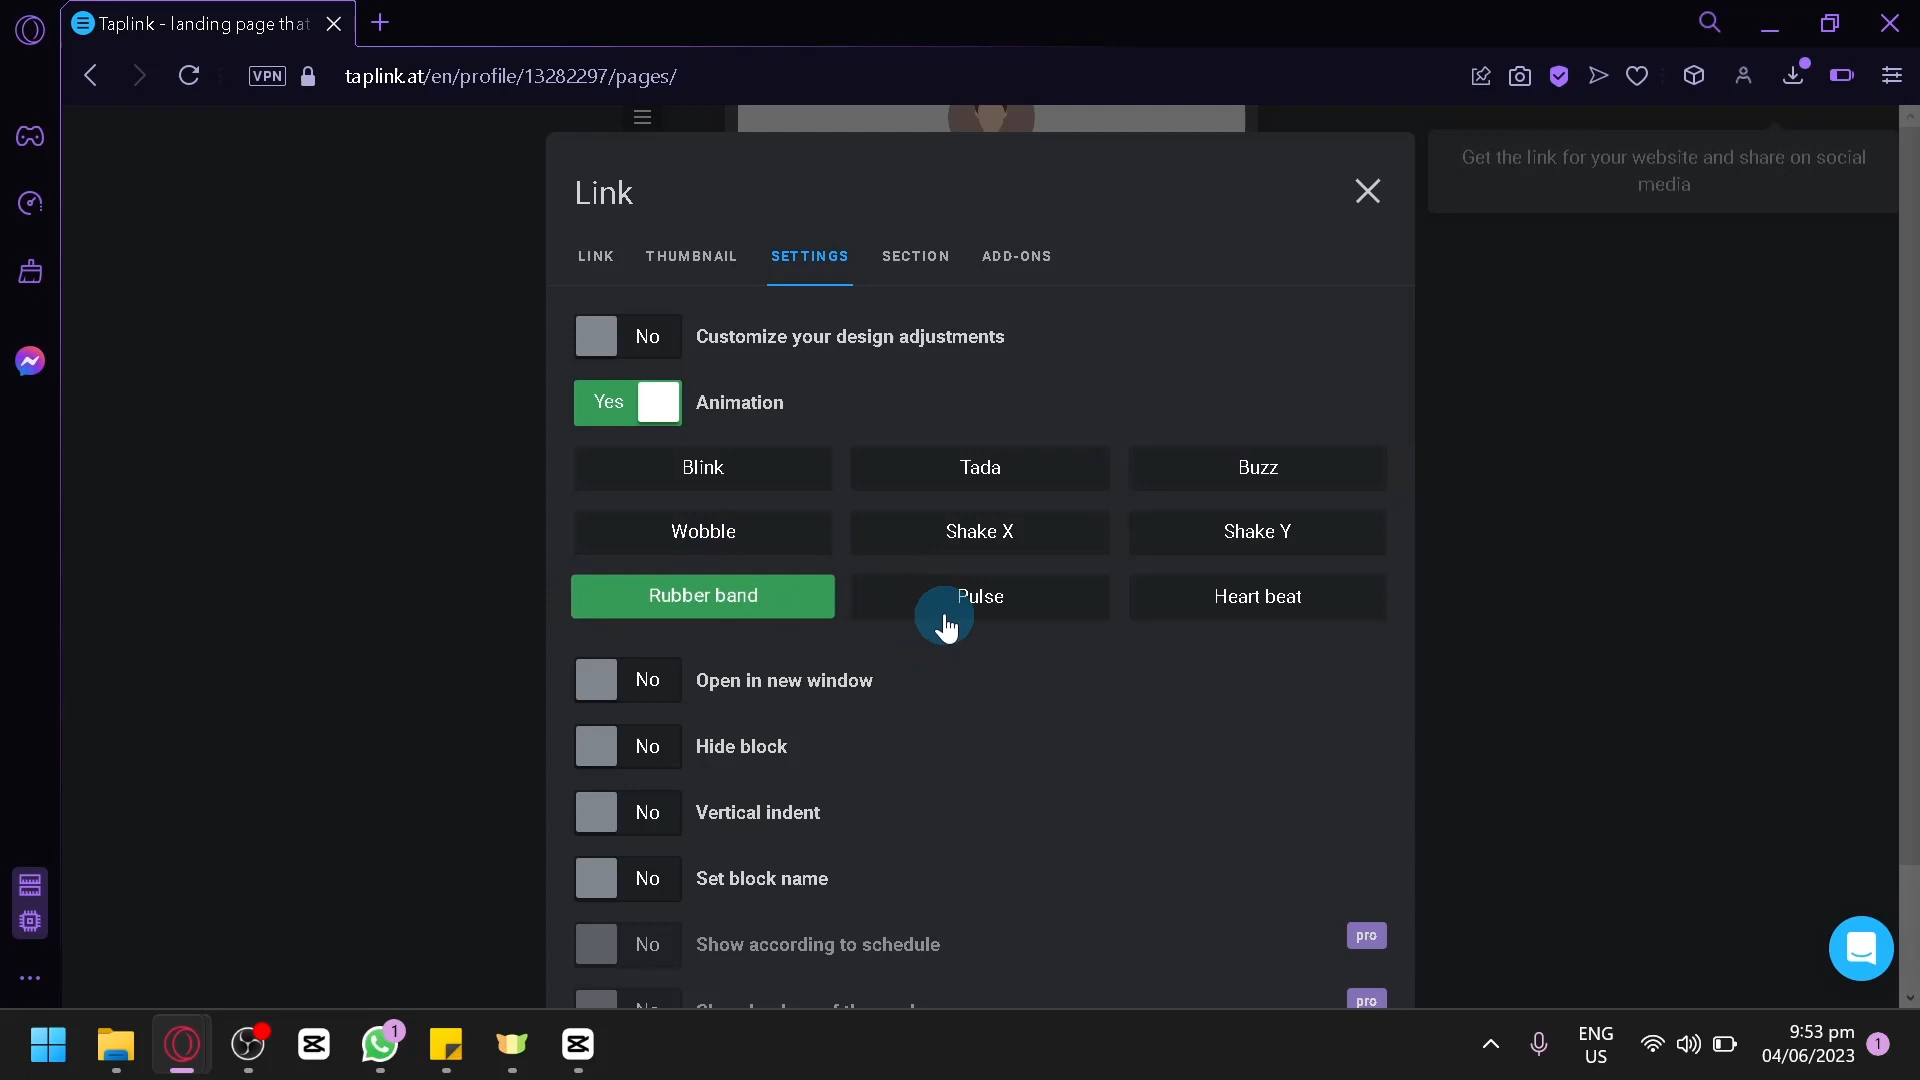 Taplink - landing page that
VPN
taplink.at/en/profile/13282297/pages/
Get the link for your website and share on social
media
Link
LINK THUMBNAIL SETTINGS SECTION ADD-ONS
No Customize your design adjustments
Yes Animation
Blink Tada Buzz
Wobble Shake X Shake Y
Rubber band Pulse Heart beat
No Open in new window
No Hide block
No Vertical indent
No Set block name
No Show according to schedule pro
pro
1
ENG
US
9:53 pm
04/06/2023
1